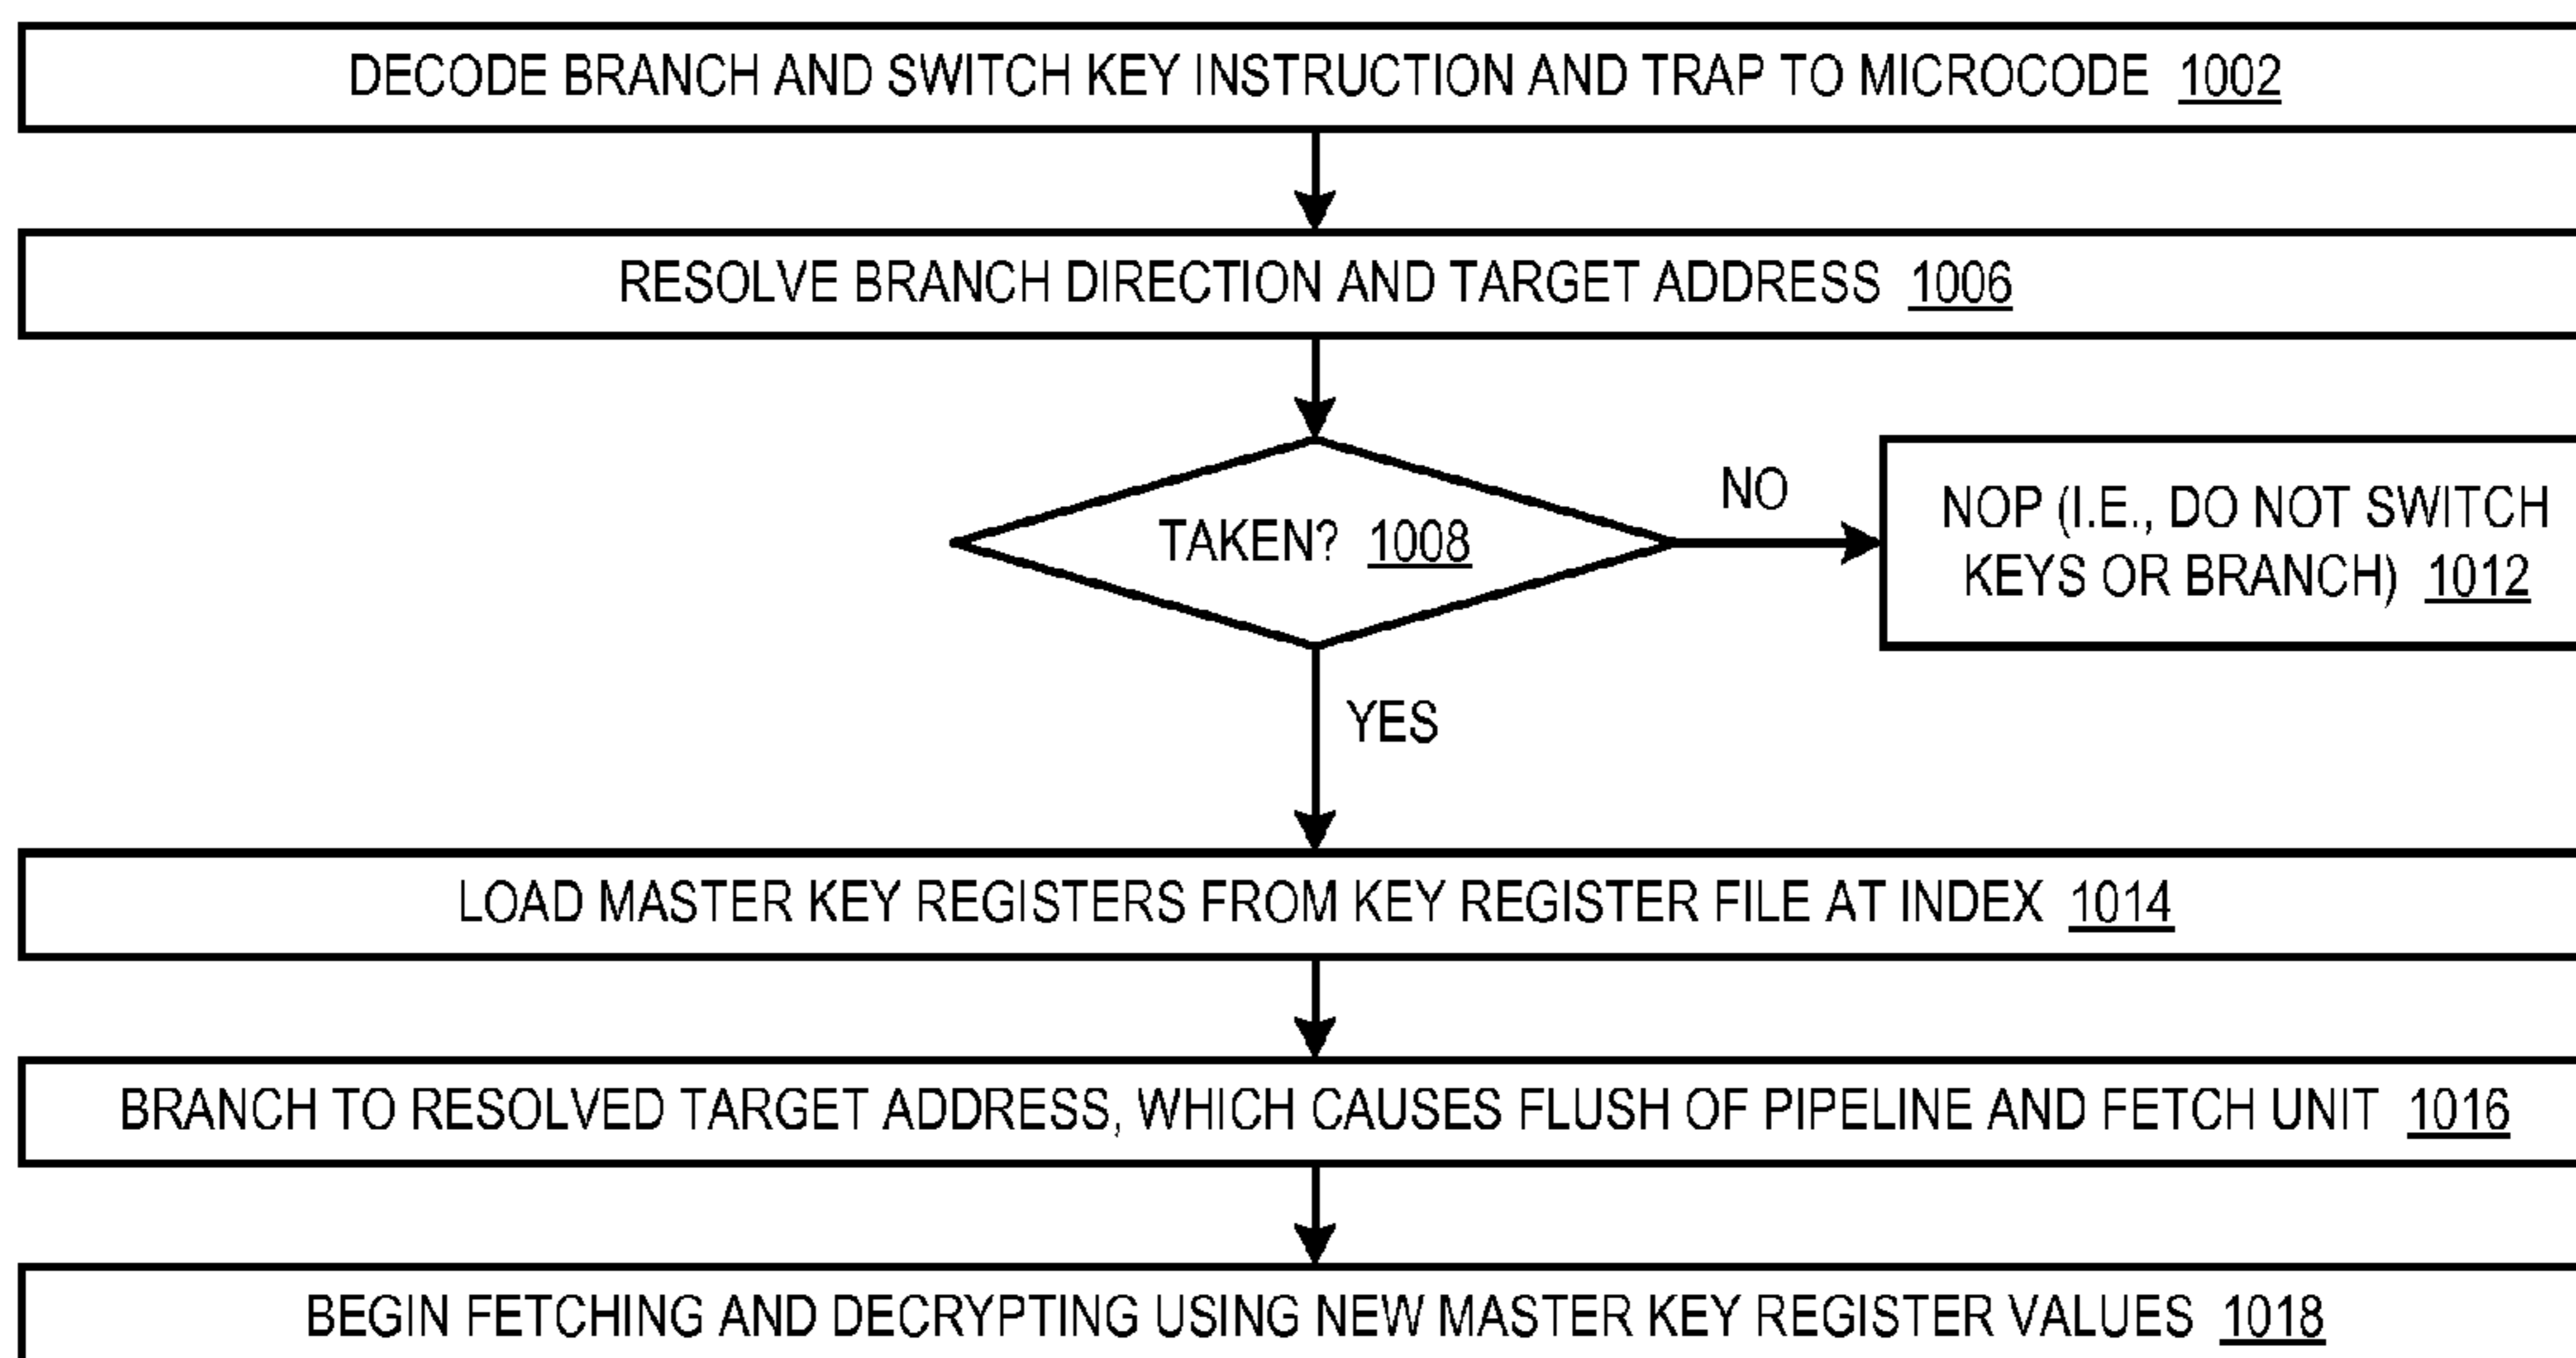 DECODE BRANCH AND SWITCH KEY INSTRUCTION AND TRAP TO MICROCODE 1002
RESOLVE BRANCH DIRECTION AND TARGET ADDRESS 1006
TAKEN? 1008
NO
NOP (I.E., DO NOT SWITCH
KEYS OR BRANCH) 1012
YES
LOAD MASTER KEY REGISTERS FROM KEY REGISTER FILE AT INDEX 1014
BRANCH TO RESOLVED TARGET ADDRESS, WHICH CAUSES FLUSH OF PIPELINE AND FETCH UNIT 1016
BEGIN FETCHING AND DECRYPTING USING NEW MASTER KEY REGISTER VALUES 1018